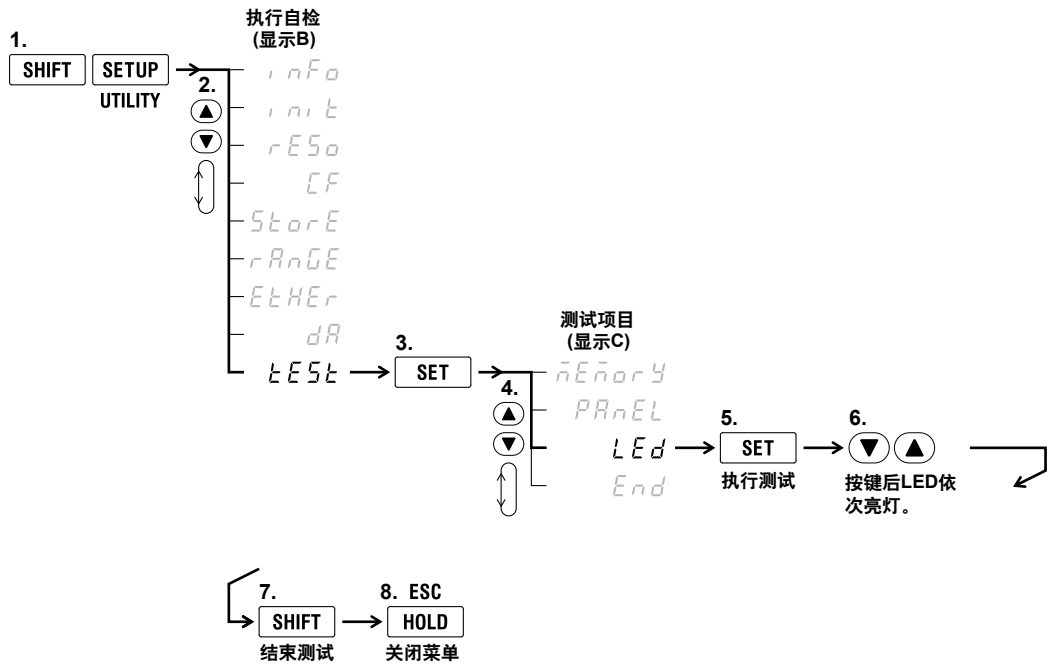 执行自检
(显示B)
1.
SHIFT SETUP
UTILITY
2.
inFo
init
rESo
CF
StorE
rAnGE
EtHEr
dA
tESt
3.
SET
测试项目
(显示C)
4.
mEmorY
PAnEL
LEd
End
5.
SET
执行测试
6.
按键后LED依
次亮灯。
7.
SHIFT
结束测试
8. ESC
HOLD
关闭菜单